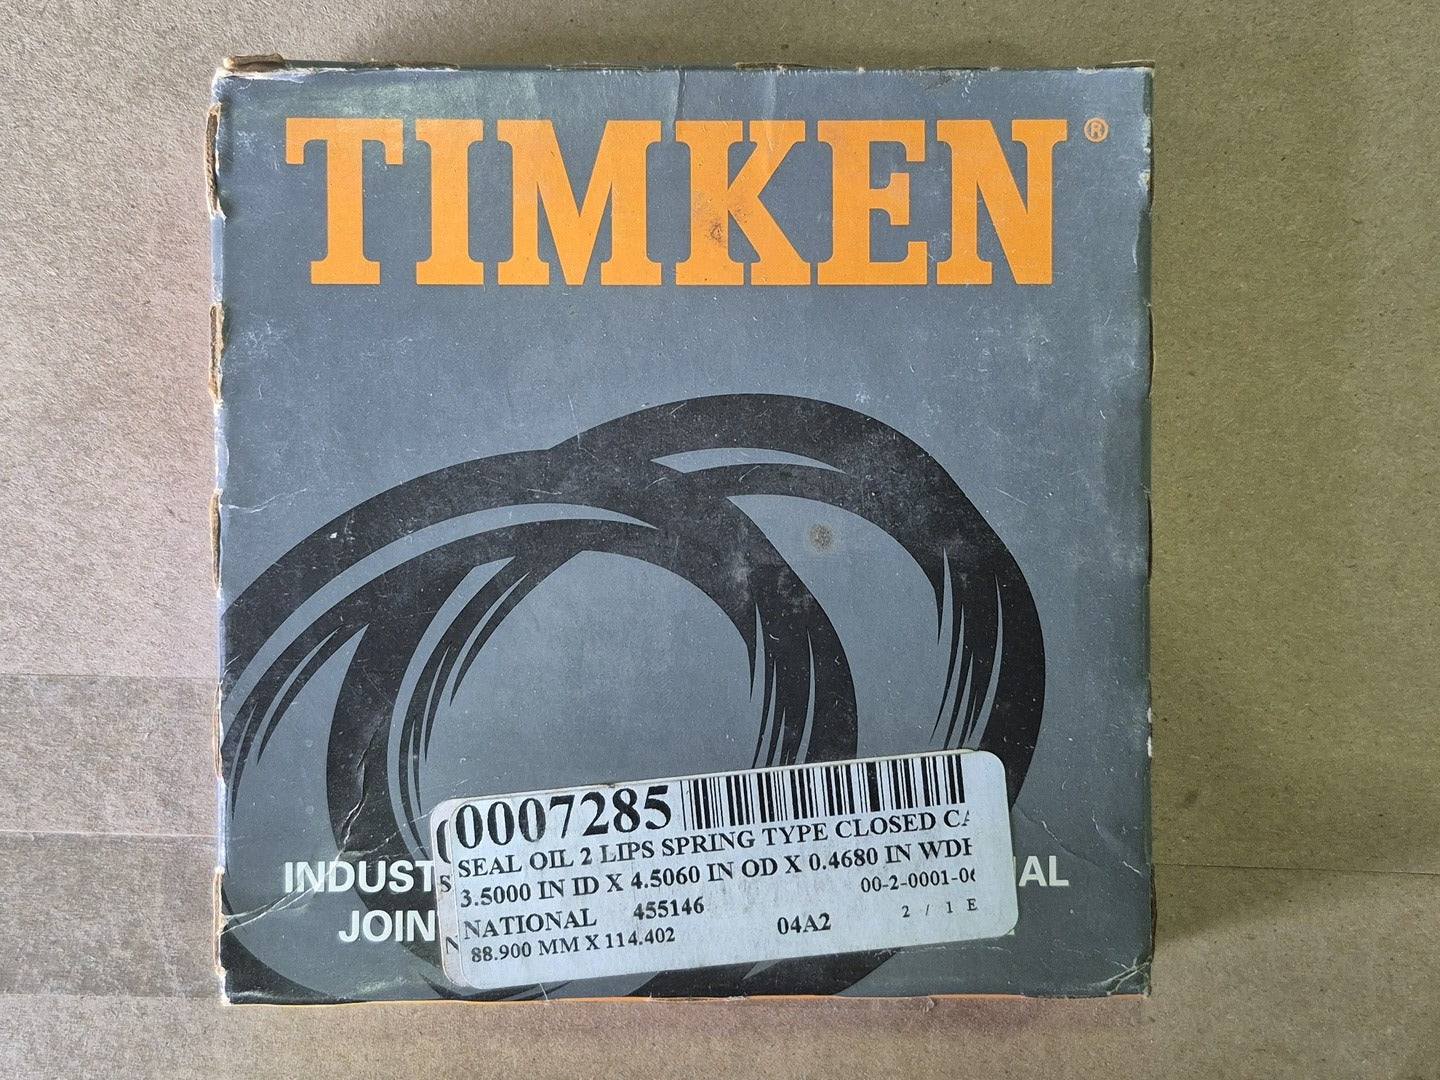 TIMKEN®
0007285
SEAL OIL 2 LIPS SPRING TYPE CLOSED CA
3.5000 IN ID X 4.5060 IN OD X 0.4680 IN WDH
00-2-0001-06
NATIONAL 455146
04A2 2 / 1 E
88.900 MM X 114.402
INDUST AL
JOIN